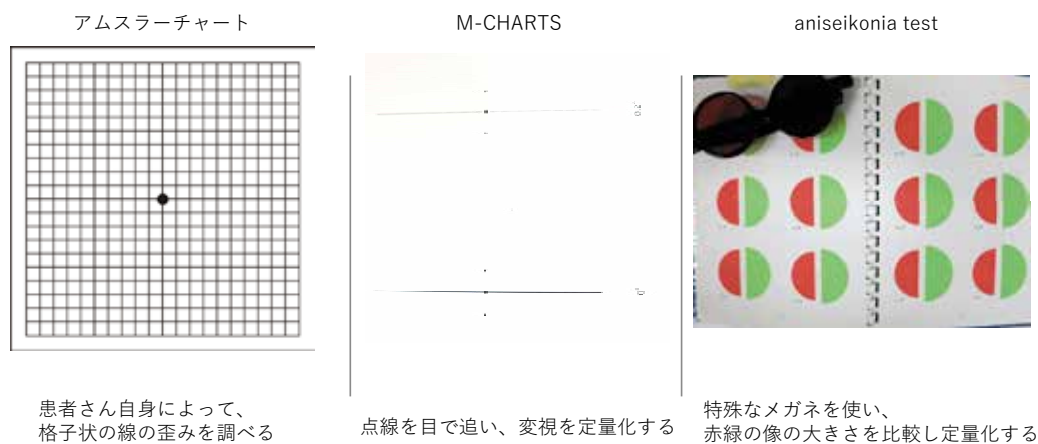 アムスラーチャート
M-CHARTS
aniseikonia test
患者さん自身によって、
格子状の線の歪みを調べる
点線を目で追い、変視を定量化する
特殊なメガネを使い、
赤緑の像の大きさを比較し定量化する